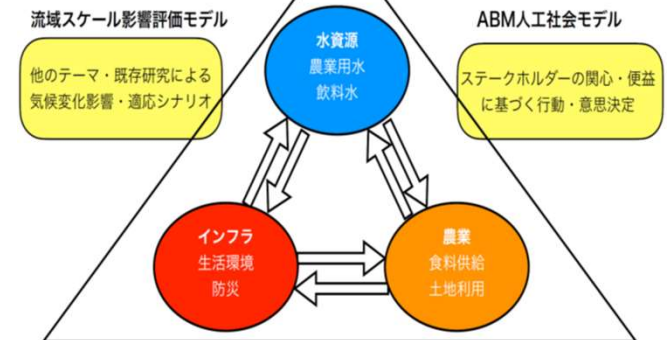 流域スケール影響評価モデル
ABM人工社会モデル
他のテーマ・既存研究による
気候変化影響・適応シナリオ
水資源
農業用水
飲料水
ステークホルダーの関心・便益
に基づく行動・意思決定
インフラ
生活環境
防災
農業
食料供給
土地利用